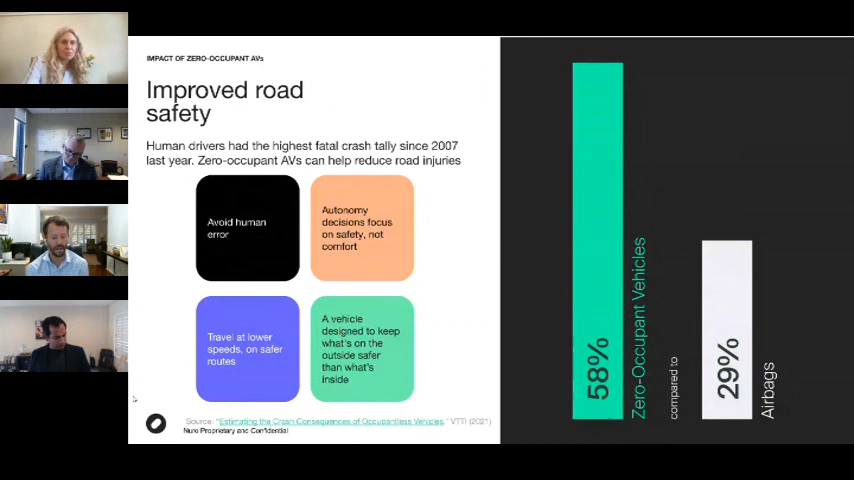 IMPACT OF ZERO-OCCUPANT AVs
Improved road
safety
Human drivers had the highest fatal crash tally since 2007
last year. Zero-occupant AVs can help reduce road injuries
Avoid human
error
Autonomy
decisions focus
on safety, not
comfort
Travel at lower
speeds, on safer
routes
A vehicle
designed to keep
what's on the
outside safer
than what's
inside
Source: "Estimating the Crash Consequences of Occupantless Vehicles," VTTI (2021)
Nuro Proprietary and Confidential
58%
Zero-Occupant Vehicles
compared to
29%
Airbags